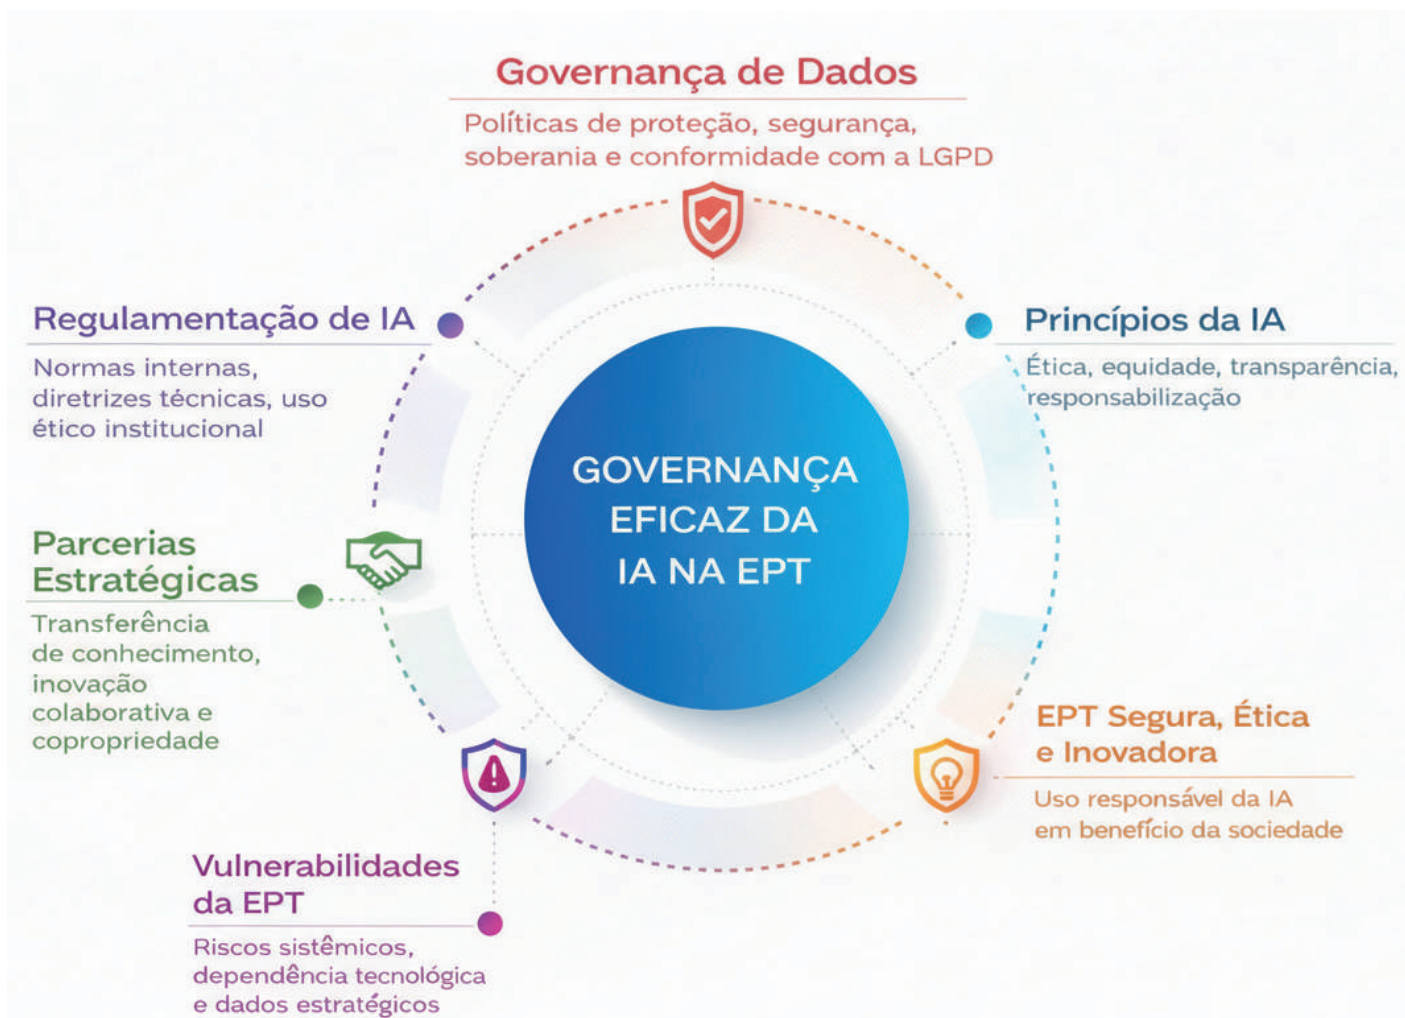 Governança de Dados
Políticas de proteção, segurança,
soberania e conformidade com a LGPD
Regulamentação de IA
Normas internas,
diretrizes técnicas, uso
ético institucional
Princípios da IA
Ética, equidade, transparência,
responsabilização
GOVERNANÇA
EFICAZ DA
IA NA EPT
Parcerias
Estratégicas
Transferência
de conhecimento,
inovação
colaborativa e
copropriedade
EPT Segura, Ética
e Inovadora
Uso responsável da IA
em benefício da sociedade
Vulnerabilidades
da EPT
Riscos sistêmicos,
dependência tecnológica
e dados estratégicos